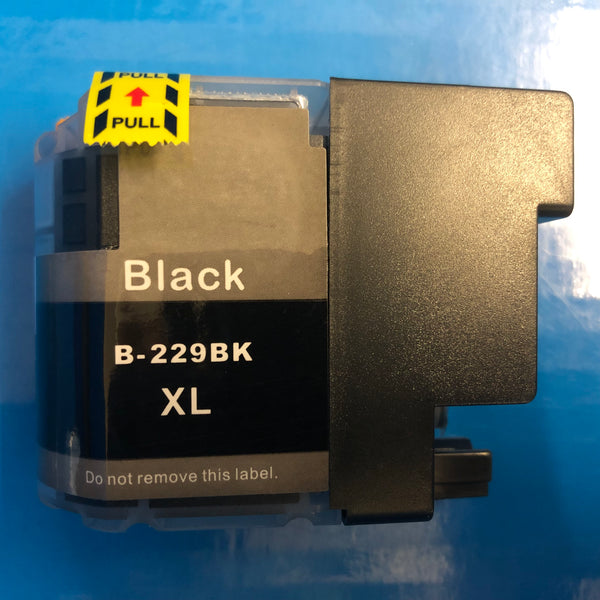 PULL
PULL
Black
B-229BK
XL
Do not remove this label.